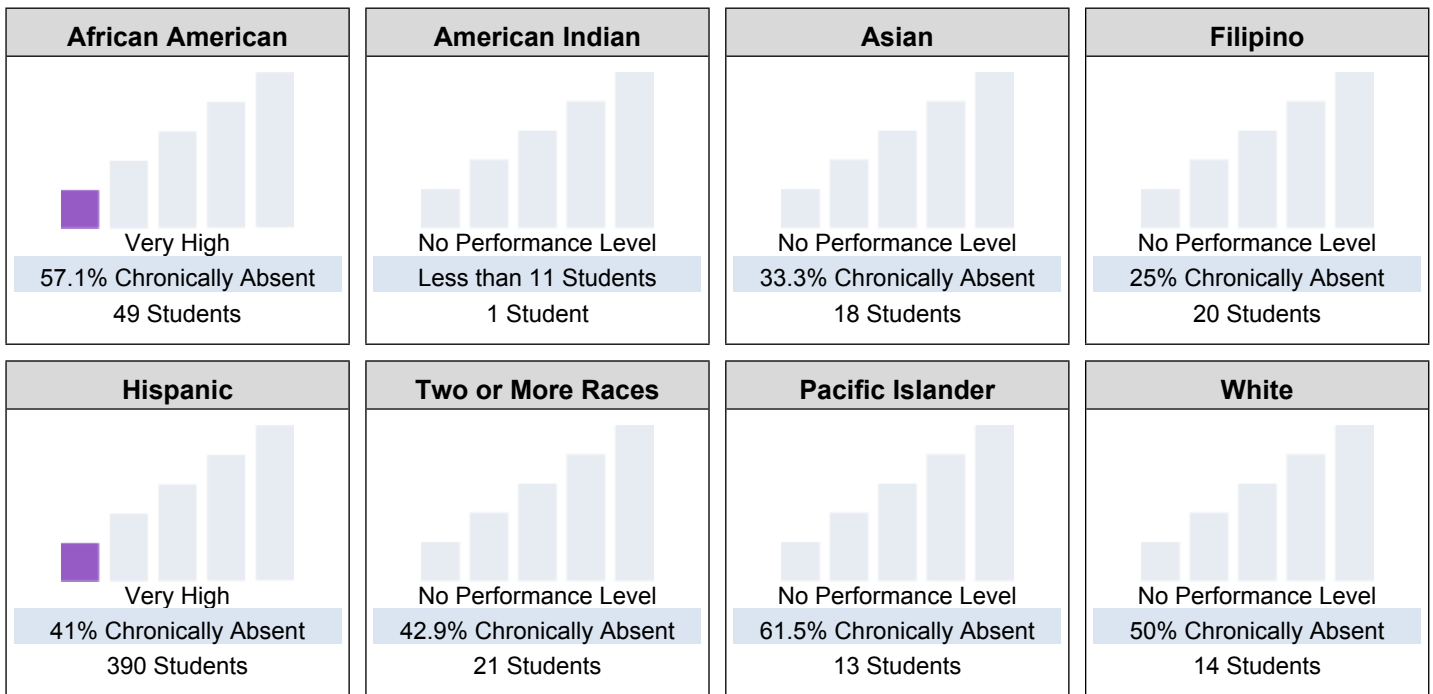 African American
Very High
57.1% Chronically Absent
49 Students
American Indian
No Performance Level
Less than 11 Students
1 Student
Asian
No Performance Level
33.3% Chronically Absent
18 Students
Filipino
No Performance Level
25% Chronically Absent
20 Students
Hispanic
Very High
41% Chronically Absent
390 Students
Two or More Races
No Performance Level
42.9% Chronically Absent
21 Students
Pacific Islander
No Performance Level
61.5% Chronically Absent
13 Students
White
No Performance Level
50% Chronically Absent
14 Students